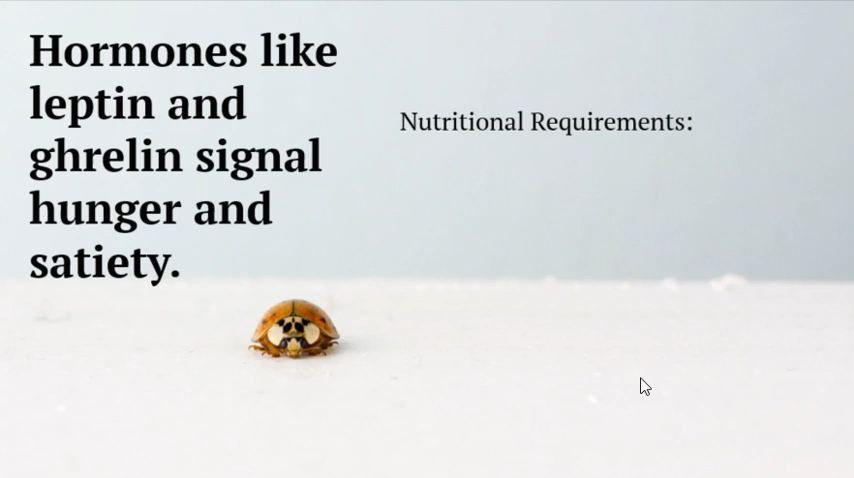 Hormones like
leptin and
ghrelin signal
hunger and
satiety.
Nutritional Requirements: